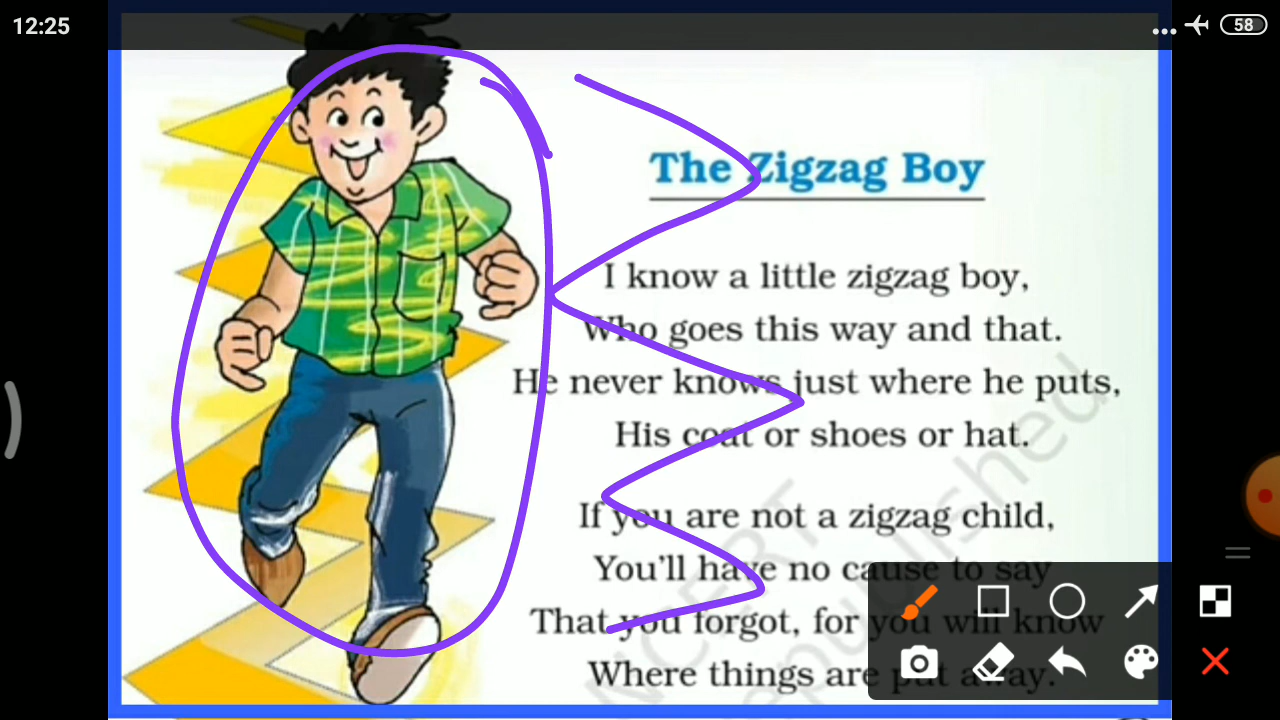 12:25
58
The Zigzag Boy
I know a little zigzag boy,
Who goes this way and that.
He never knows just where he puts,
His coat or shoes or hat.
If you are not a zigzag child,
You'll have no cause to say
That you forgot, for you will know
Where things are put away.
NCERT
republished